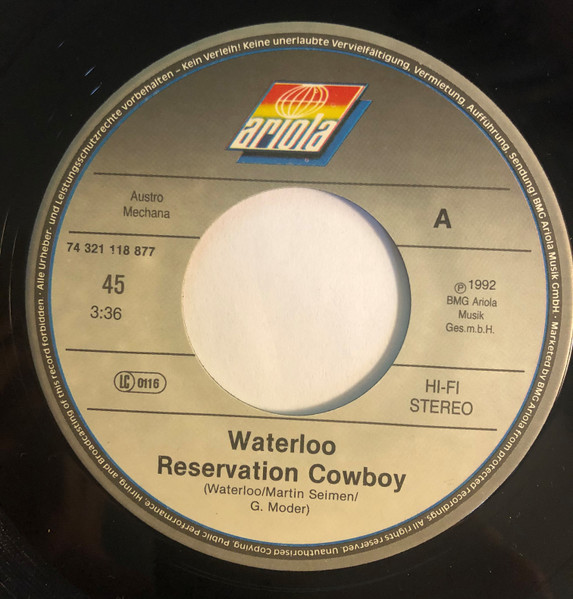 Alle Urheber- und Leistungsschutzrechte vorbehalten – Kein Verleih! Keine unerlaubte Vervielfältigung, Vermietung, Aufführung, Sendung! BMG Ariola Musik GmbH · Marketed by BMG Ariola
from protected recordings All rights reserved. Unauthorised Copying, Public Performance, Hiring and Broadcasting of this record forbidden.
ariola
Austro
Mechana
A
74 321 118 877
45
3:36
℗ 1992
BMG Ariola
Musik
Ges.m.b.H.
LC 0116
HI-FI
STEREO
Waterloo
Reservation Cowboy
(Waterloo/Martin Seimen/
G. Moder)